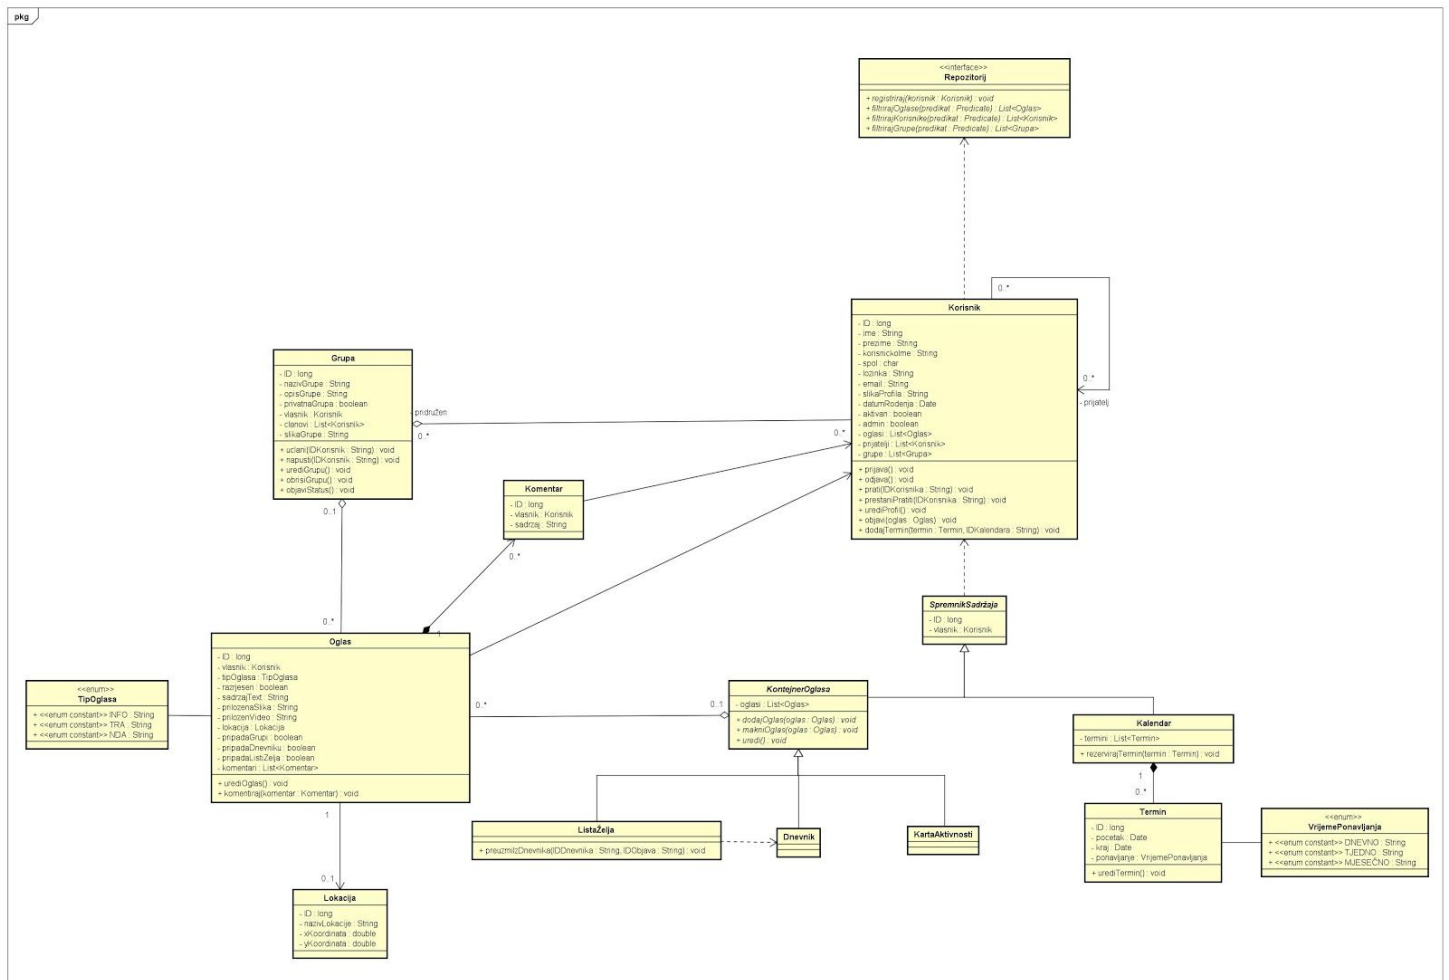 pkg
<<interface>>
Repozitorij
+ registriraj(korisnik : Korisnik) : void
+ filtrirajOglase(predikat : Predicate) : List<Oglas>
+ filtrirajKorisnike(predikat : Predicate) : List<Korisnik>
+ filtrirajGrupe(predikat : Predicate) : List<Grupa>
0..*
0..*
- prijatelj
Korisnik
- ID : long
- ime : String
- prezime : String
- korisnickoIme : String
- spol : char
- lozinka : String
- email : String
- slikaProfila : String
- datumRođenja : Date
- aktivan : boolean
- admin : boolean
- oglasi : List<Oglas>
- prijatelji : List<Korisnik>
- grupe : List<Grupa>
+ prijava() : void
+ odjava() : void
+ prati(IDKorisnika : String) : void
+ prestaniPratiti(IDKorisnika : String) : void
+ urediProfil() : void
+ objavi(oglas : Oglas) : void
+ dodajTermin(termin : Termin, IDKalendara : String) : void
Grupa
- ID : long
- nazivGrupe : String
- opisGrupe : String
- privatnaGrupa : boolean
- vlasnik : Korisnik
- clanovi : List<Korisnik>
- slikaGrupe : String
+ uclani(IDKorisnik : String) : void
+ napusti(IDKorisnik : String) : void
+ urediGrupu() : void
+ obrisiGrupu() : void
+ objaviStatus() : void
- pridružen
0..*
0..*
0..1
0..*
Komentar
- ID : long
- vlasnik : Korisnik
- sadrzaj : String
0..*
1
SpremnikSadržaja
- ID : long
- vlasnik : Korisnik
Oglas
- ID : long
- vlasnik : Korisnik
- tipOglasa : TipOglasa
- razrjesen : boolean
- sadrzajText : String
- prilozenaSlika : String
- prilozenVideo : String
- lokacija : Lokacija
- pripadaGrupi : boolean
- pripadaDnevniku : boolean
- pripadaListiZelja : boolean
- komentari : List<Komentar>
+ urediOglas() : void
+ komentiraj(komentar : Komentar) : void
<<enum>>
TipOglasa
+ <<enum constant>> INFO : String
+ <<enum constant>> TRA : String
+ <<enum constant>> NDA : String
0..*
0..1
KontejnerOglasa
- oglasi : List<Oglas>
+ dodajOglas(oglas : Oglas) : void
+ makniOglas(oglas : Oglas) : void
+ uredi() : void
Kalendar
- termini : List<Termin>
+ rezervirajTermin(termin : Termin) : void
1
0..*
ListaŽelja
+ preuzmiIzDnevnika(IDDnevnika : String, IDObjava : String) : void
Dnevnik
KartaAktivnosti
Termin
- ID : long
- pocetak : Date
- kraj : Date
- ponavljanje : VrijemePonavljanja
+ urediTermin() : void
<<enum>>
VrijemePonavljanja
+ <<enum constant>> DNEVNO : String
+ <<enum constant>> TJEDNO : String
+ <<enum constant>> MJESEČNO : String
1
0..1
Lokacija
- ID : long
- nazivLokacije : String
- xKoordinata : double
- yKoordinata : double